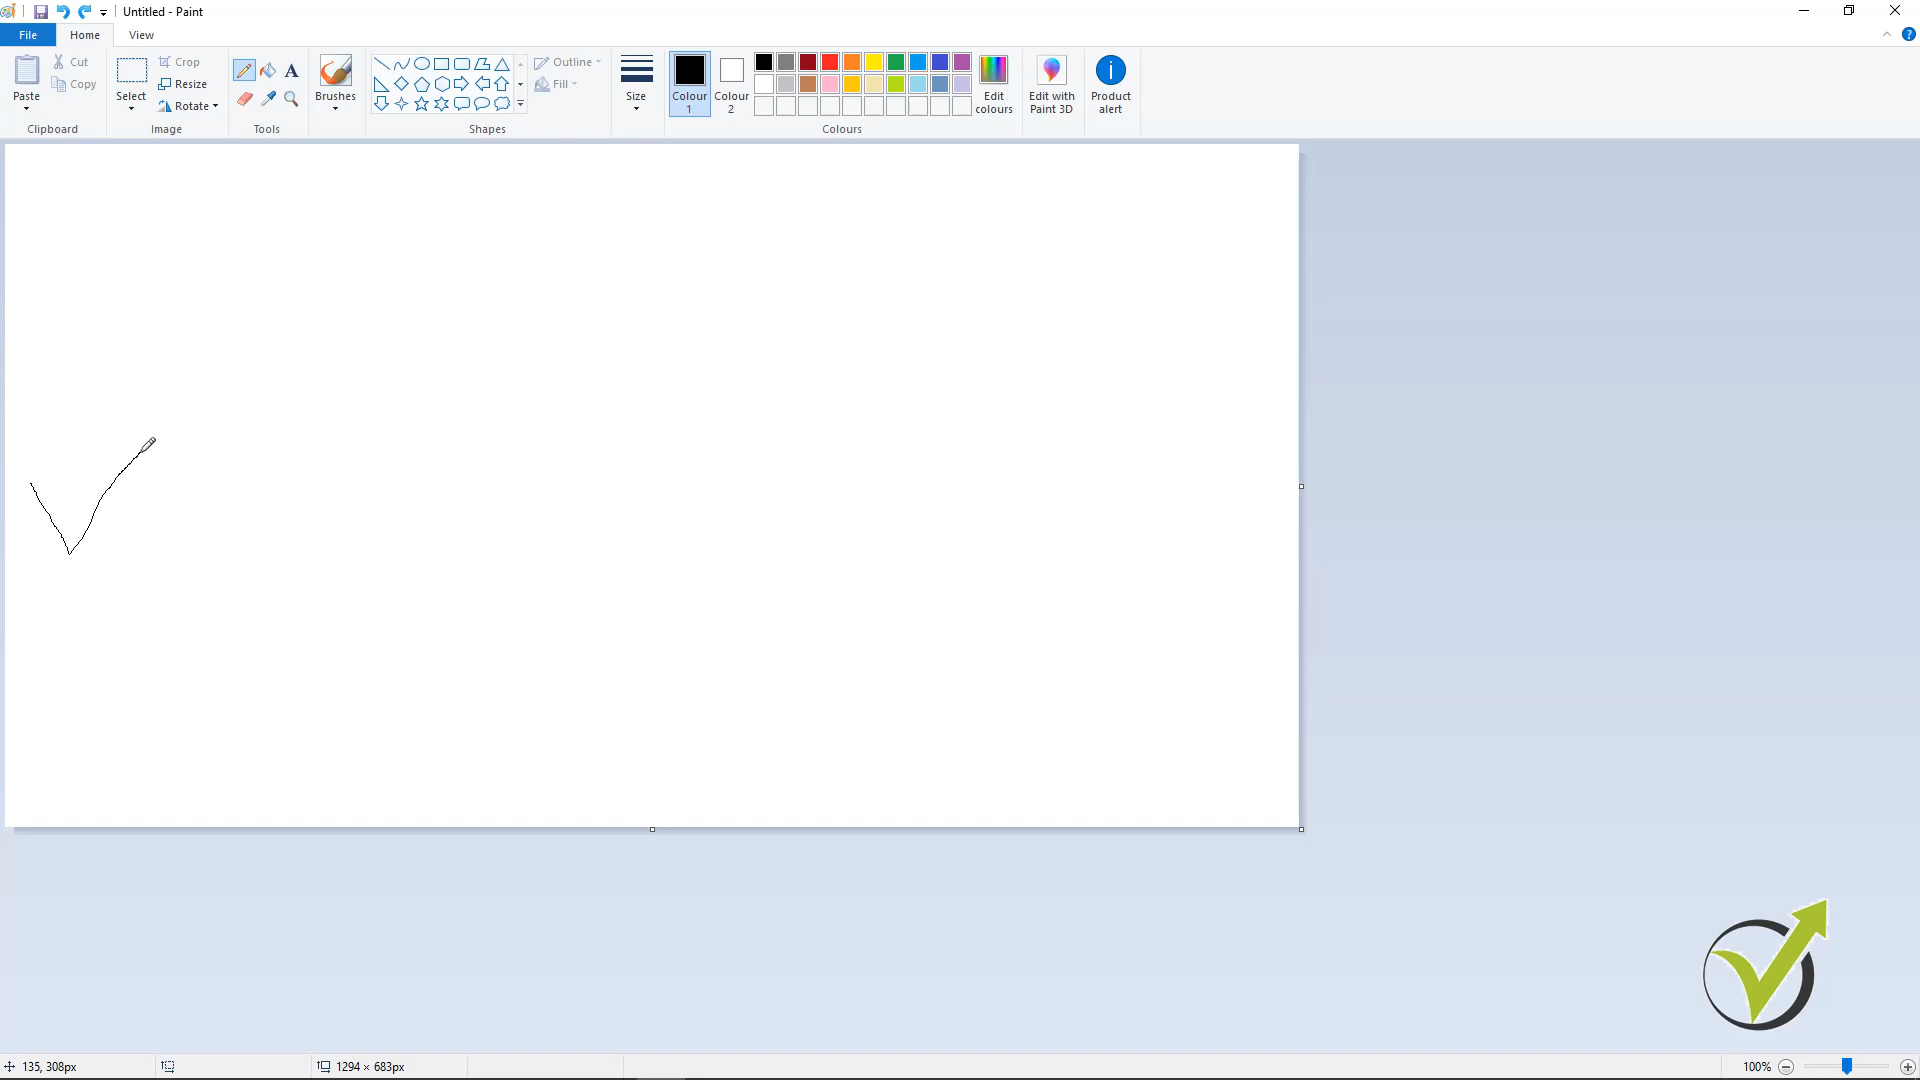 Untitled - Paint
File Home View
Paste
Cut
Copy
Clipboard
Select
Crop
Resize
Rotate
Image
A
Tools
Brushes
Shapes
Outline
Fill
Size
Colour 1
Colour 2
Edit colours
Colours
Edit with Paint 3D
Product alert
135, 308px
1294 × 683px
100%